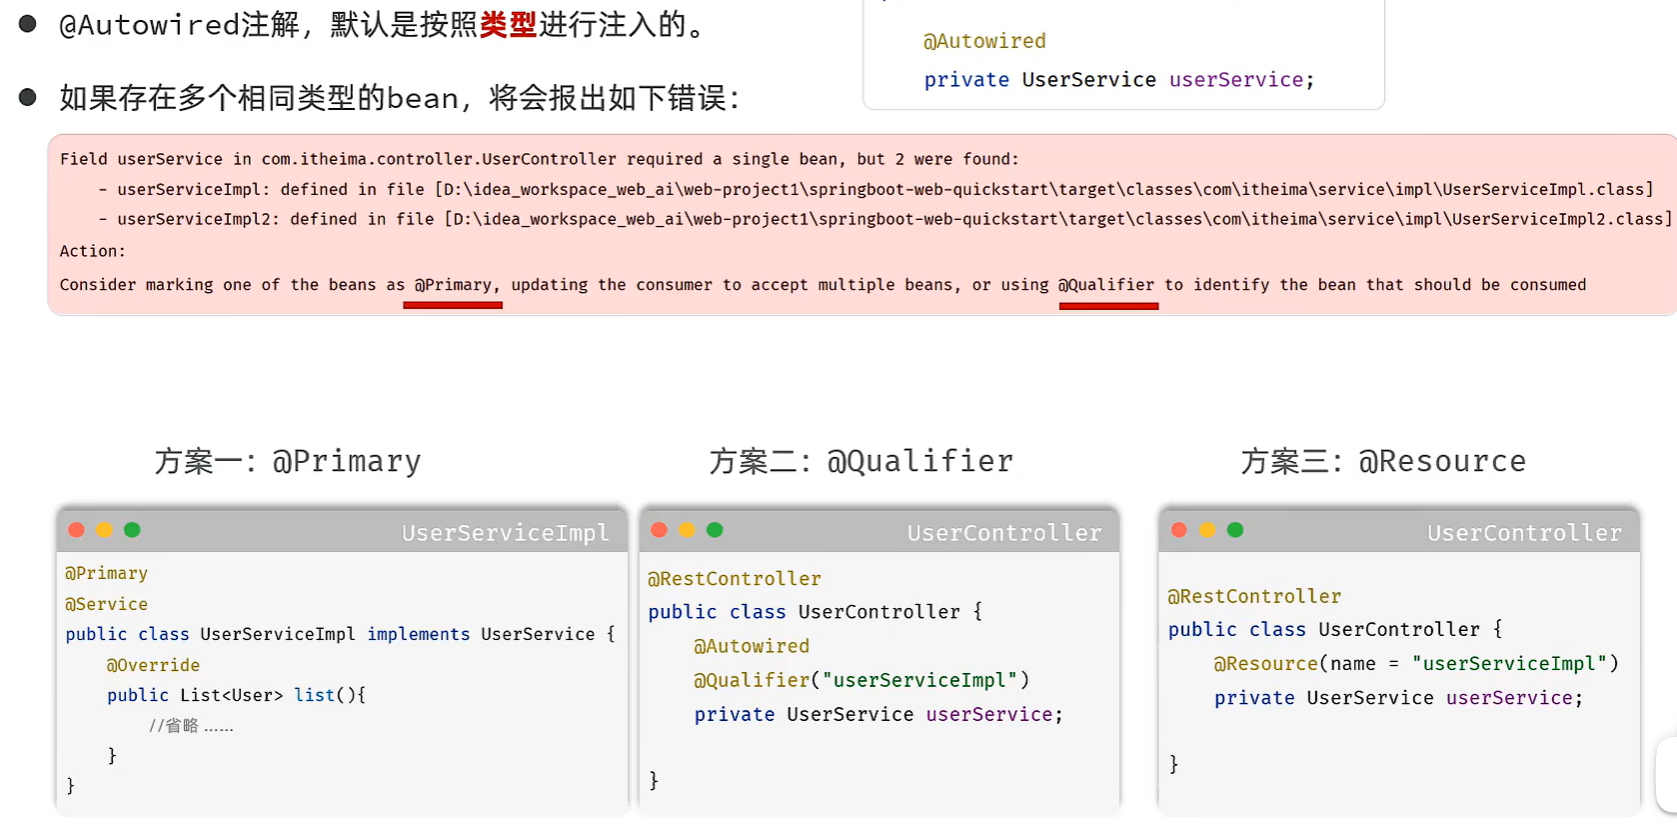 @Autowired注解，默认是按照类型进行注入的。
@Autowired
private UserService userService;
如果存在多个相同类型的bean，将会报出如下错误：
Field userService in com.itheima.controller.UserController required a single bean, but 2 were found:
- userServiceImpl: defined in file [D:\idea_workspace_web_ai\web-project1\springboot-web-quickstart\target\classes\com\itheima\service\impl\UserServiceImpl.class]
- userServiceImpl2: defined in file [D:\idea_workspace_web_ai\web-project1\springboot-web-quickstart\target\classes\com\itheima\service\impl\UserServiceImpl2.class]
Action:
Consider marking one of the beans as @Primary, updating the consumer to accept multiple beans, or using @Qualifier to identify the bean that should be consumed
方案一：@Primary
UserServiceImpl
@Primary
@Service
public class UserServiceImpl implements UserService {
@Override
public List<User> list(){
//省略 ......
}
}
方案二：@Qualifier
UserController
@RestController
public class UserController {
@Autowired
@Qualifier("userServiceImpl")
private UserService userService;
}
方案三：@Resource
UserController
@RestController
public class UserController {
@Resource(name = "userServiceImpl")
private UserService userService;
}